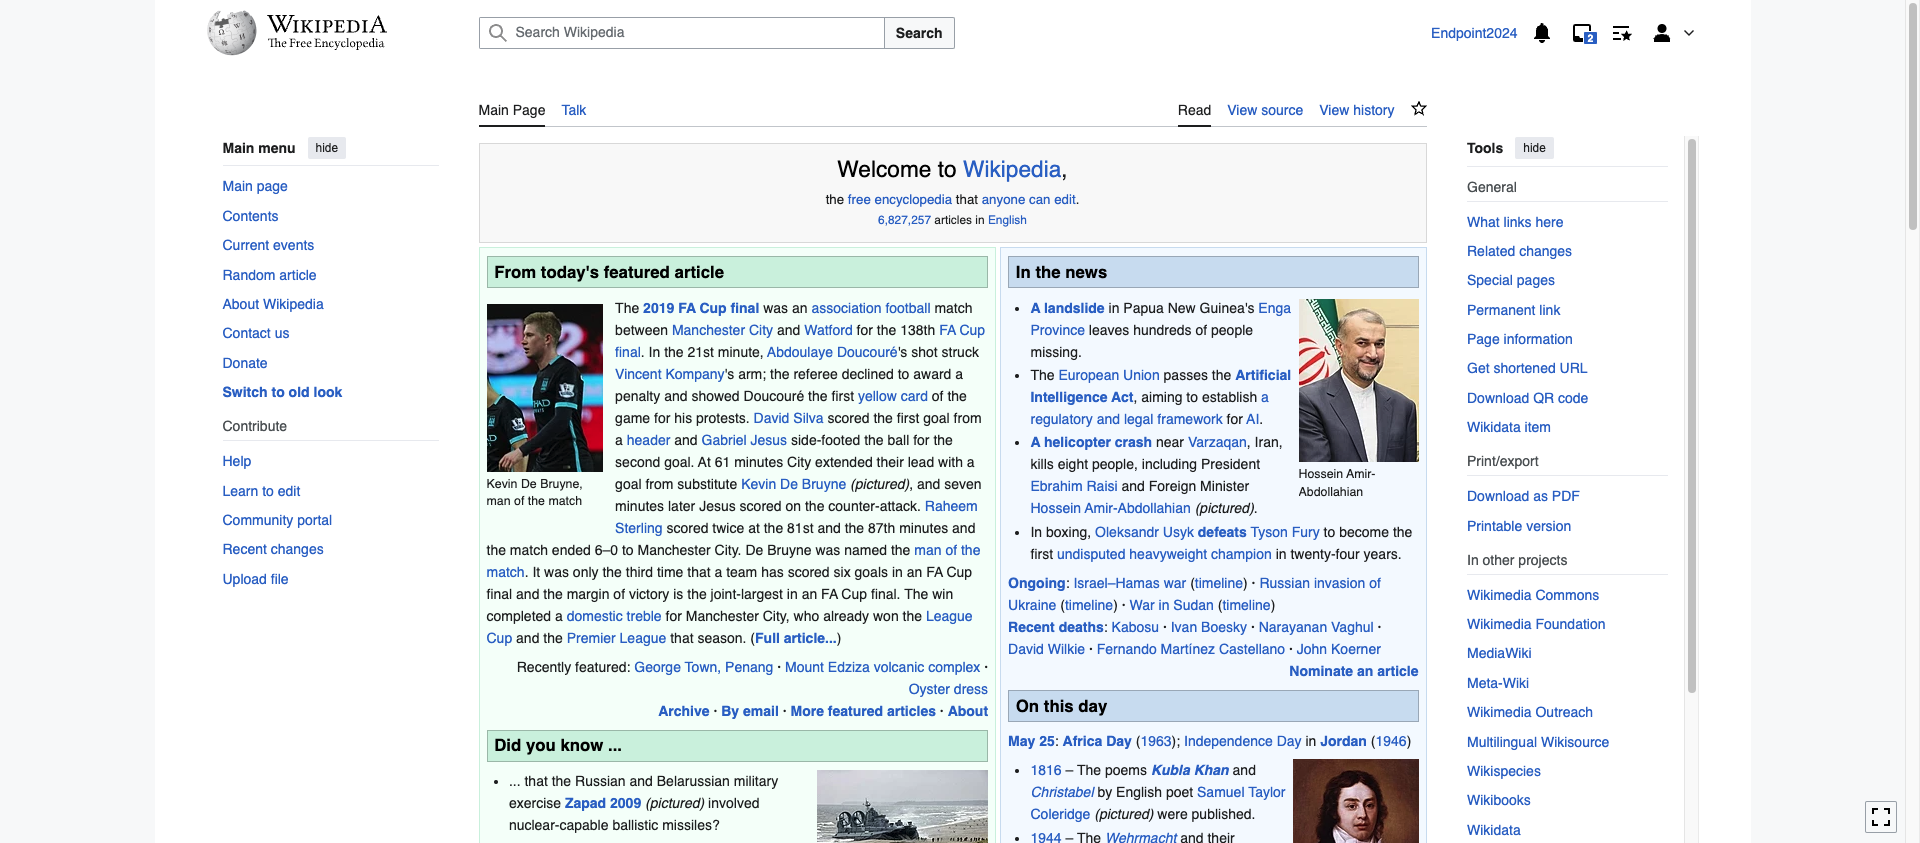 WIKIPEDIA
The Free Encyclopedia
Search Wikipedia
Search
Endpoint2024
2
Main Page
Talk
Read
View source
View history
Main menu
hide
Main page
Contents
Current events
Random article
About Wikipedia
Contact us
Donate
Switch to old look
Contribute
Help
Learn to edit
Community portal
Recent changes
Upload file
Welcome to Wikipedia,
the free encyclopedia that anyone can edit.
6,827,257 articles in English
From today's featured article
Kevin De Bruyne,
man of the match
The 2019 FA Cup final was an association football match
between Manchester City and Watford for the 138th FA Cup
final. In the 21st minute, Abdoulaye Doucouré's shot struck
Vincent Kompany's arm; the referee declined to award a
penalty and showed Doucouré the first yellow card of the
game for his protests. David Silva scored the first goal from
a header and Gabriel Jesus side-footed the ball for the
second goal. At 61 minutes City extended their lead with a
goal from substitute Kevin De Bruyne (pictured), and seven
minutes later Jesus scored on the counter-attack. Raheem
Sterling scored twice at the 81st and the 87th minutes and
the match ended 6–0 to Manchester City. De Bruyne was named the man of the
match. It was only the third time that a team has scored six goals in an FA Cup
final and the margin of victory is the joint-largest in an FA Cup final. The win
completed a domestic treble for Manchester City, who already won the League
Cup and the Premier League that season. (Full article...)
Recently featured: George Town, Penang · Mount Edziza volcanic complex ·
Oyster dress
Archive · By email · More featured articles · About
Did you know ...
• ... that the Russian and Belarussian military
exercise Zapad 2009 (pictured) involved
nuclear-capable ballistic missiles?
In the news
• A landslide in Papua New Guinea's Enga
Province leaves hundreds of people
missing.
• The European Union passes the Artificial
Intelligence Act, aiming to establish a
regulatory and legal framework for AI.
• A helicopter crash near Varzaqan, Iran,
kills eight people, including President
Ebrahim Raisi and Foreign Minister
Hossein Amir-Abdollahian (pictured).
• In boxing, Oleksandr Usyk defeats Tyson Fury to become the
first undisputed heavyweight champion in twenty-four years.
Hossein Amir-
Abdollahian
Ongoing: Israel–Hamas war (timeline) · Russian invasion of
Ukraine (timeline) · War in Sudan (timeline)
Recent deaths: Kabosu · Ivan Boesky · Narayanan Vaghul ·
David Wilkie · Fernando Martínez Castellano · John Koerner
Nominate an article
On this day
May 25: Africa Day (1963); Independence Day in Jordan (1946)
• 1816 – The poems Kubla Khan and
Christabel by English poet Samuel Taylor
Coleridge (pictured) were published.
• 1944 – The Wehrmacht and their
Tools
hide
General
What links here
Related changes
Special pages
Permanent link
Page information
Get shortened URL
Download QR code
Wikidata item
Print/export
Download as PDF
Printable version
In other projects
Wikimedia Commons
Wikimedia Foundation
MediaWiki
Meta-Wiki
Wikimedia Outreach
Multilingual Wikisource
Wikispecies
Wikibooks
Wikidata